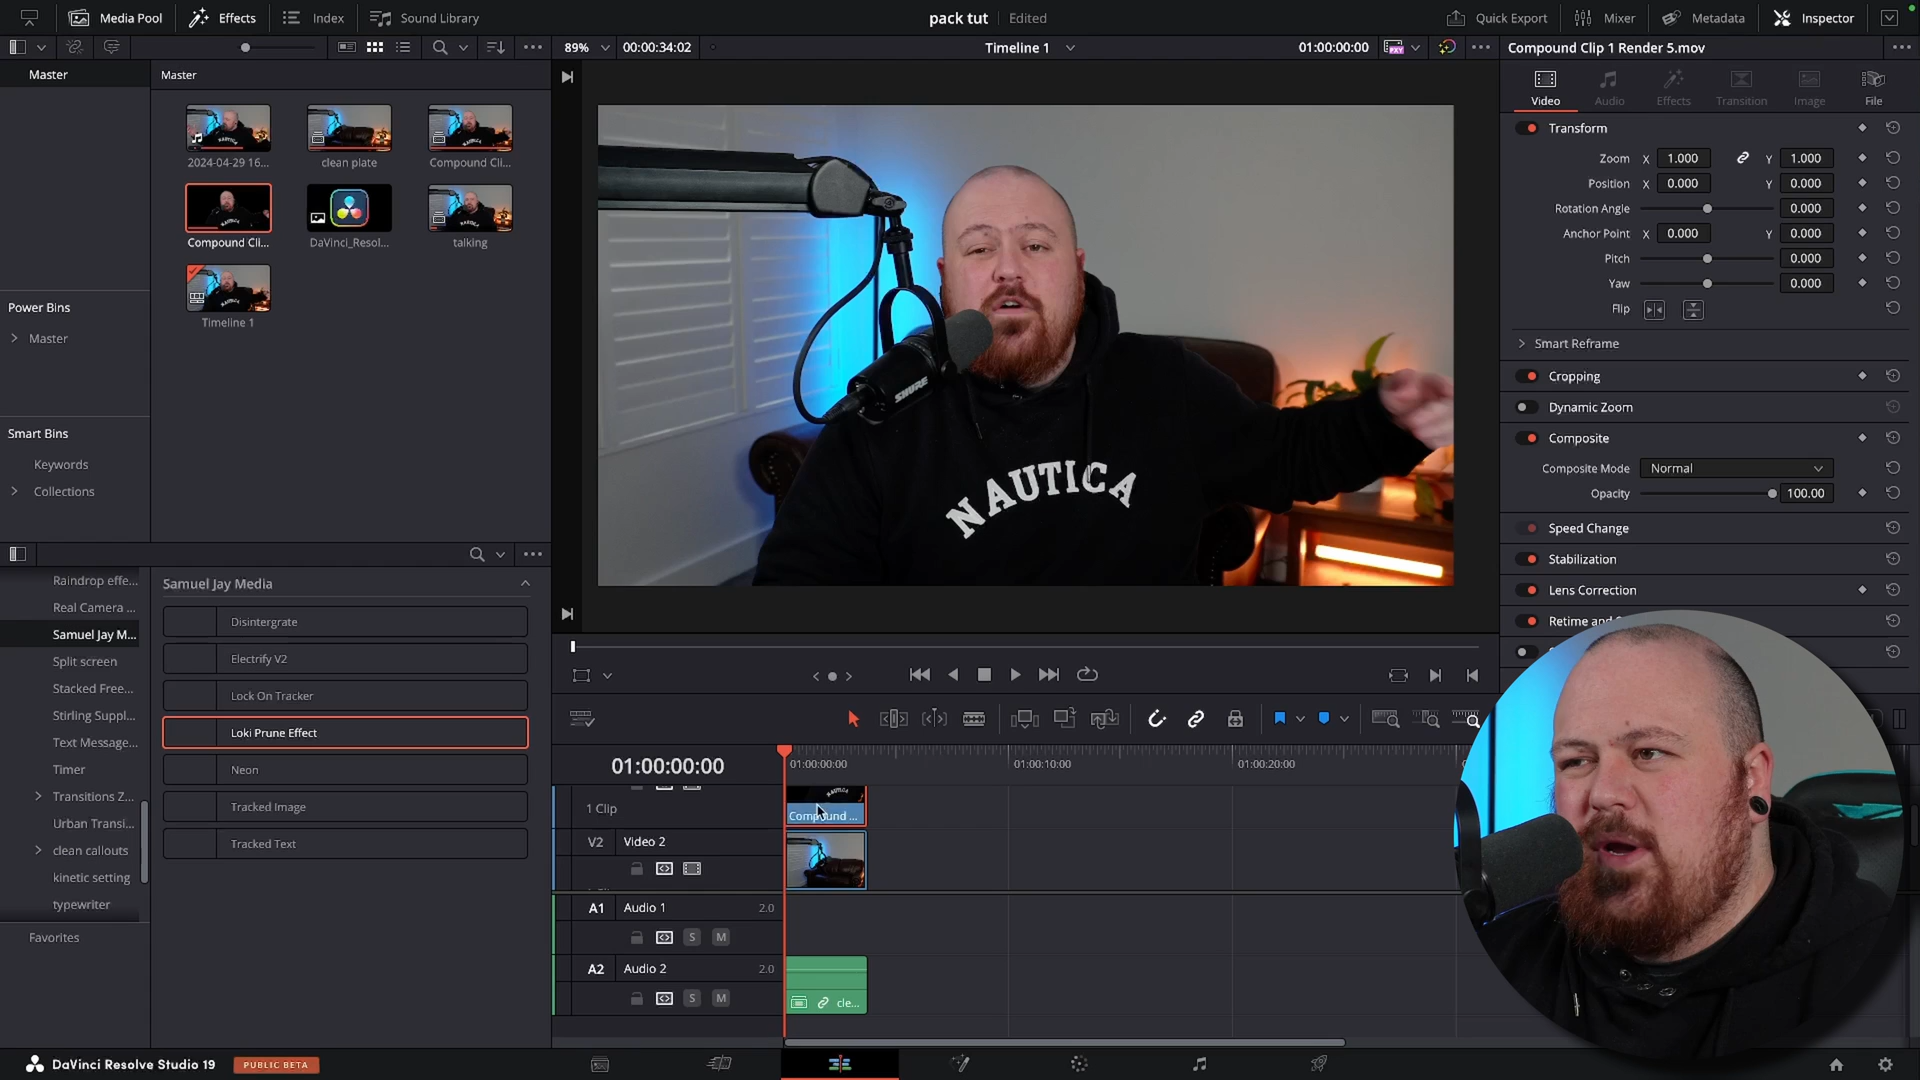 Media Pool
Effects
Index
Sound Library
pack tut
Edited
Quick Export
Mixer
Metadata
Inspector
89%
00:00:34:02
Timeline 1
01:00:00:00
Compound Clip 1 Render 5.mov
Master
Master
Video
Audio
Effects
Transition
Image
File
2024-04-29 16...
clean plate
Compound Cli...
Compound Cli...
DaVinci_Resol...
talking
Timeline 1
Power Bins
Master
Smart Bins
Keywords
Collections
NAUTICA
SHURE
Transform
Zoom X 1.000 Y 1.000
Position X 0.000 Y 0.000
Rotation Angle 0.000
Anchor Point X 0.000 Y 0.000
Pitch 0.000
Yaw 0.000
Flip
Smart Reframe
Cropping
Dynamic Zoom
Composite
Composite Mode Normal
Opacity 100.00
Speed Change
Stabilization
Lens Correction
Raindrop effe...
Real Camera ...
Samuel Jay M...
Split screen
Stacked Free...
Stirling Suppl...
Text Message...
Timer
Transitions Z...
Urban Transi...
clean callouts
kinetic setting
typewriter
Favorites
Samuel Jay Media
Disintergrate
Electrify V2
Lock On Tracker
Loki Prune Effect
Neon
Tracked Image
Tracked Text
01:00:00:00
01:00:00:00
01:00:10:00
01:00:20:00
1 Clip
Compound ...
V2 Video 2
A1 Audio 1 2.0
S M
A2 Audio 2 2.0
S M
cle...
DaVinci Resolve Studio 19
PUBLIC BETA